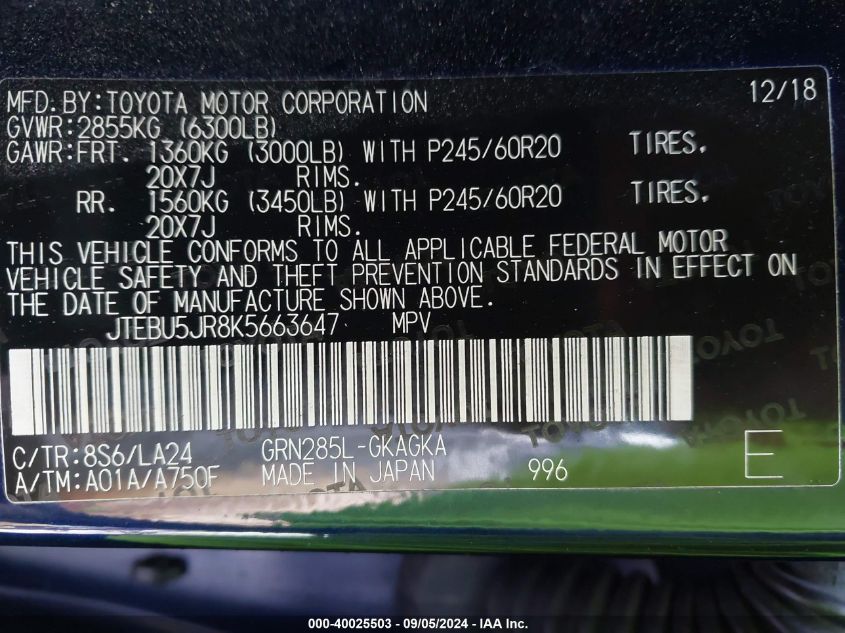 MFD.BY:TOYOTA MOTOR CORPORATION 12/18
GVWR:2855KG (6300LB)
GAWR:FRT. 1360KG (3000LB) WITH P245/60R20 TIRES.
20X7J RIMS.
RR. 1560KG (3450LB) WITH P245/60R20 TIRES.
20X7J RIMS.
THIS VEHICLE CONFORMS TO ALL APPLICABLE FEDERAL MOTOR
VEHICLE SAFETY AND THEFT PREVENTION STANDARDS IN EFFECT ON
THE DATE OF MANUFACTURE SHOWN ABOVE.
JTEBU5JR8K5663647 MPV
C/TR:8S6/LA24 GRN285L-GKAGKA
A/TM:A01A/A750F MADE IN JAPAN 996 E
000-40025503 - 09/05/2024 - IAA Inc.